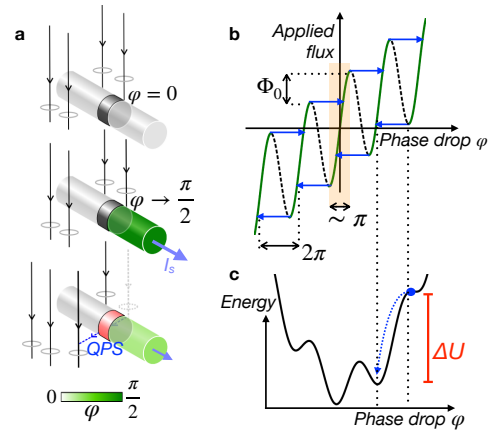 a
φ = 0
φ → π/2
I_s
QPS
0
π/2
φ
b
Applied
flux
Φ₀
Phase drop φ
~ π
2π
c
Energy
ΔU
Phase drop φ